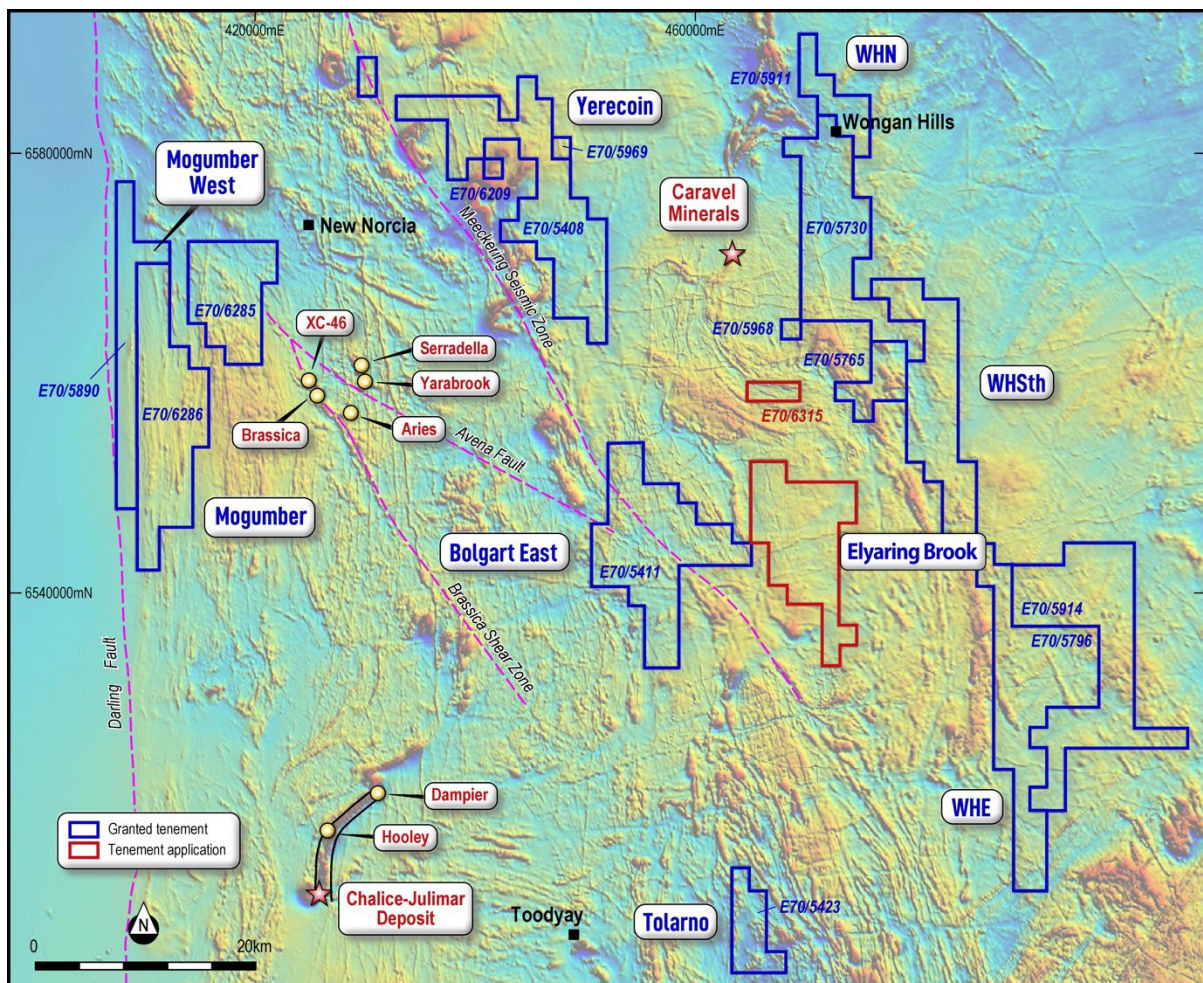 420000mE
460000mE
WHN
E70/5911
Yerecoin
Wongan Hills
6580000mN
E70/5969
Mogumber
West
E70/6209
Caravel
Minerals
New Norcia
E70/5408
E70/5730
Meeckering Seismic Zone
E70/6285
XC-46
Serradella
E70/5968
E70/5765
E70/5890
Yarabrook
WHSth
E70/6315
E70/6286
Brassica
Aries
Avena Fault
Mogumber
Bolgart East
Elyaring Brook
E70/5411
6540000mN
E70/5914
Brassica Shear Zone
E70/5796
Darling Fault
Dampier
WHE
Granted tenement
Hooley
Tenement application
Chalice-Julimar
Deposit
E70/5423
Toodyay
Tolarno
N
0
20km